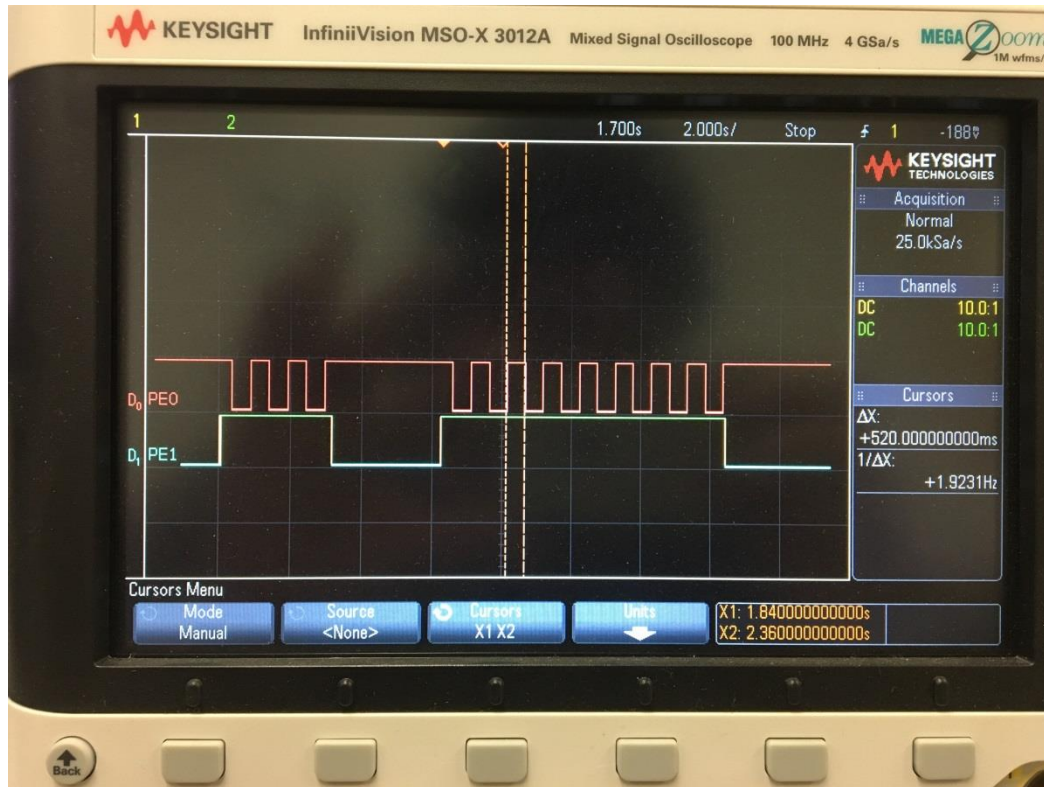 KEYSIGHT InfiniiVision MSO-X 3012A Mixed Signal Oscilloscope 100 MHz 4 GSa/s MEGA Zoom
1M wfms/
1 2 1.700s 2.000s/ Stop 1 -188
KEYSIGHT
TECHNOLOGIES
Acquisition
Normal
25.0kSa/s
Channels
DC 10.0:1
DC 10.0:1
D0 PE0
D1 PE1
Cursors
ΔX:
+520.000000000ms
1/ΔX:
+1.9231Hz
Cursors Menu
Mode
Manual
Source
<None>
Cursors
X1 X2
Units
X1: 1.840000000000s
X2: 2.360000000000s
Back